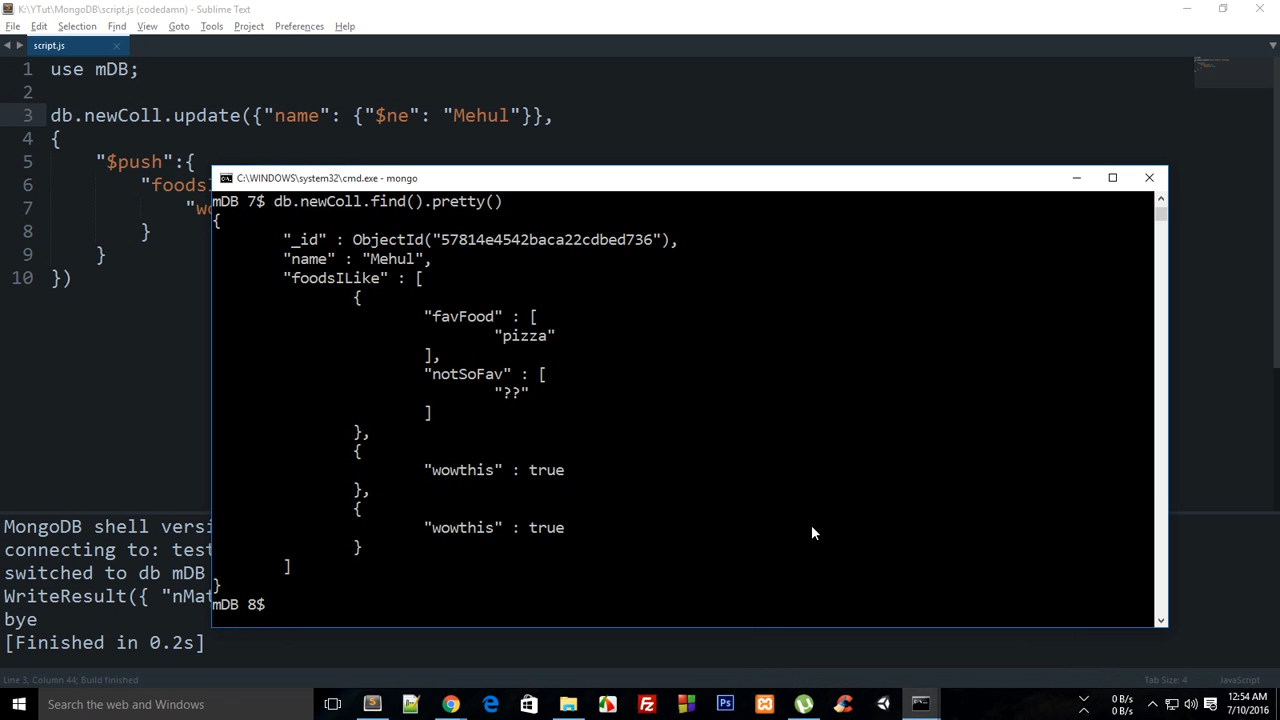 K:\YTut\MongoDB\script.js (codedamn) - Sublime Text
File Edit Selection Find View Goto Tools Project Preferences Help
script.js
1 use mDB;
2
3 db.newColl.update({"name": {"$ne": "Mehul"}},
4 {
5 "$push":{
6 "foodsI
7 "wo
8 }
9 }
10 })
C:\WINDOWS\system32\cmd.exe - mongo
mDB 7$ db.newColl.find().pretty()
{
"_id" : ObjectId("57814e4542baca22cdbed736"),
"name" : "Mehul",
"foodsILike" : [
{
"favFood" : [
"pizza"
],
"notSoFav" : [
"??"
]
},
{
"wowthis" : true
},
{
"wowthis" : true
}
]
}
mDB 8$
MongoDB shell versi
connecting to: test
switched to db mDB
WriteResult({ "nMat
bye
[Finished in 0.2s]
Line 3, Column 44; Build finished
Tab Size: 4
JavaScript
Search the web and Windows
0 B/s
0 B/s
12:54 AM
7/10/2016